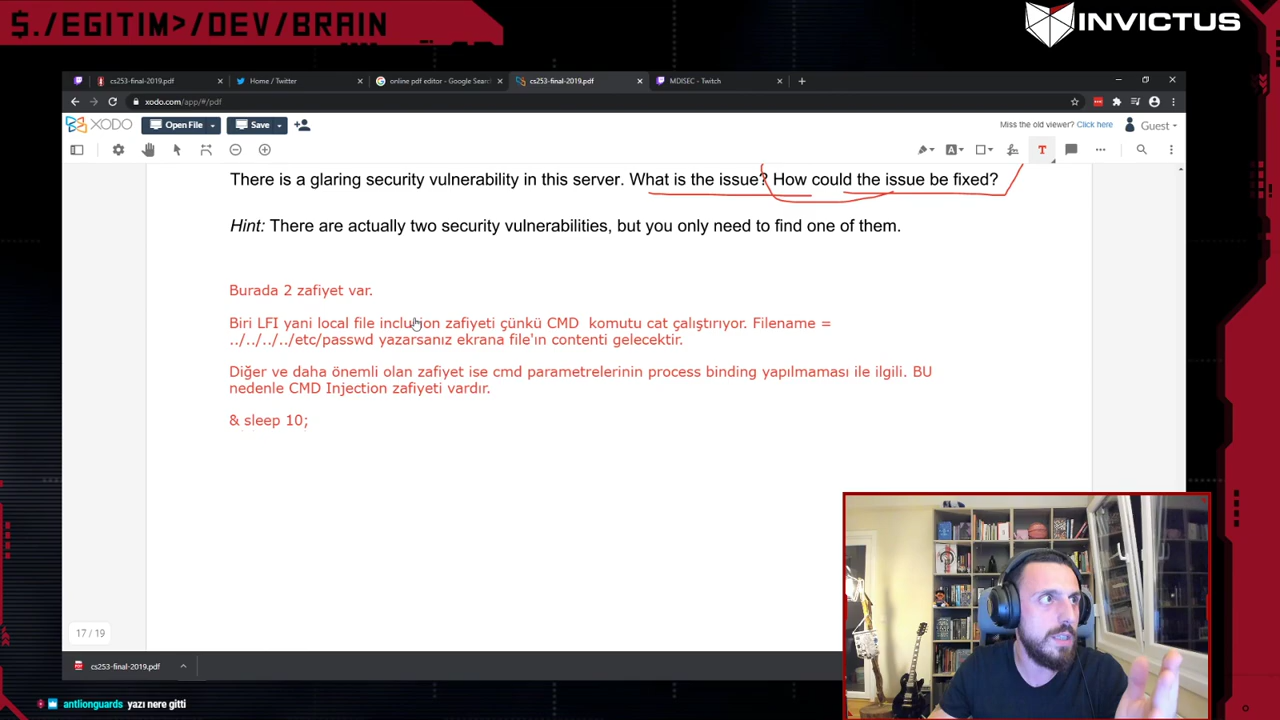 $./EGITIM>/DEV/BRAIN
INVICTUS
cs253-final-2019.pdf
Home / Twitter
online pdf editor - Google Searc
cs253-final-2019.pdf
MDISEC - Twitch
xodo.com/app/#/pdf
XODO
Open File
Save
Miss the old viewer? Click here
Guest
There is a glaring security vulnerability in this server. What is the issue? How could the issue be fixed?
Hint: There are actually two security vulnerabilities, but you only need to find one of them.
Burada 2 zafiyet var.
Biri LFI yani local file inclusion zafiyeti çünkü CMD komutu cat çalıştırıyor. Filename =
../../../../etc/passwd yazarsanız ekrana file'ın contenti gelecektir.
Diğer ve daha önemli olan zafiyet ise cmd parametrelerinin process binding yapılmaması ile ilgili. BU
nedenle CMD Injection zafiyeti vardır.
& sleep 10;
17 / 19
cs253-final-2019.pdf
antlionguards yazı nere gitti